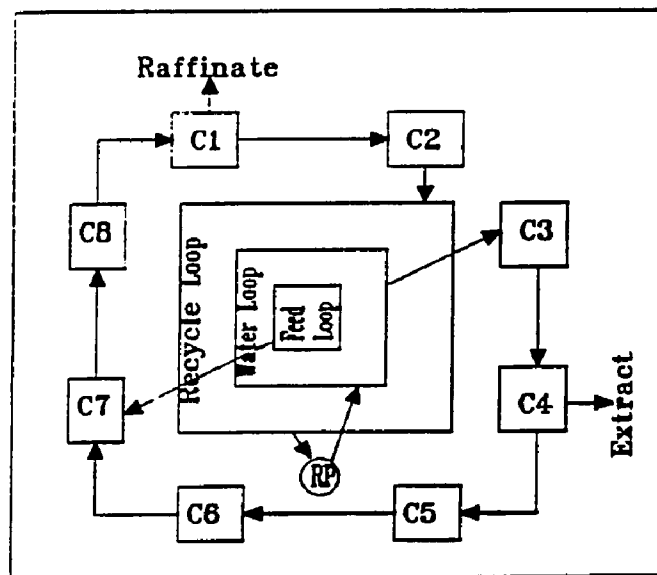 Raffinate
C1
C2
C8
C3
Recycle Loop
Water Loop
Feed
Loop
C7
C4
Extract
RP
C6
C5